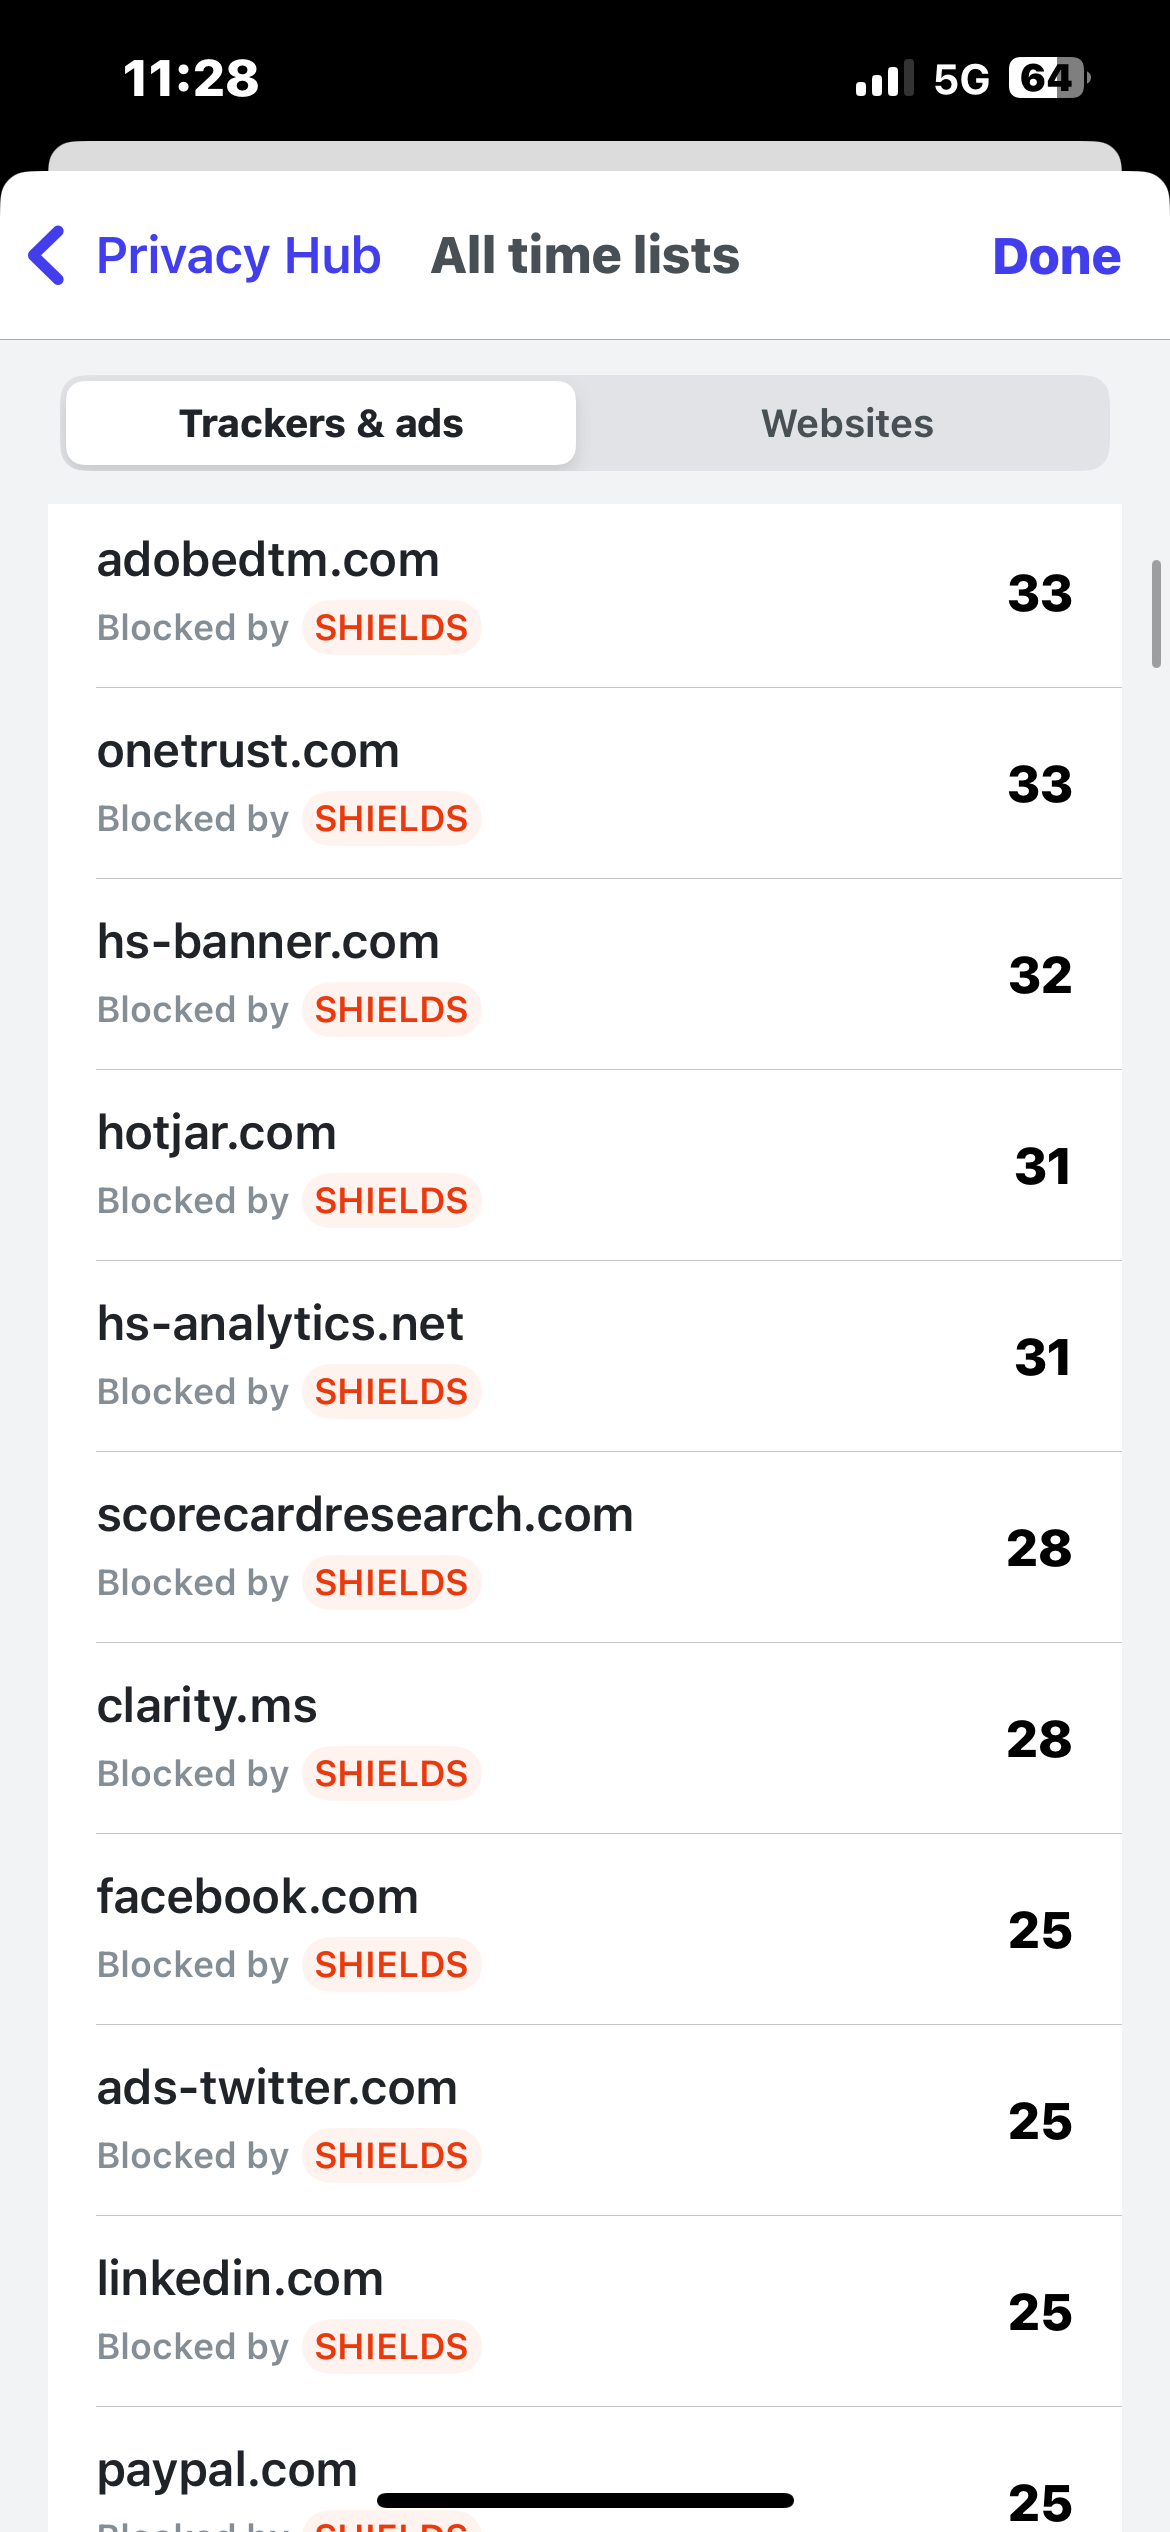 11:28
5G 64
Privacy Hub All time lists Done
Trackers & ads Websites
adobedtm.com
33
Blocked by SHIELDS
onetrust.com
33
Blocked by SHIELDS
hs-banner.com
32
Blocked by SHIELDS
hotjar.com
31
Blocked by SHIELDS
hs-analytics.net
31
Blocked by SHIELDS
scorecardresearch.com
28
Blocked by SHIELDS
clarity.ms
28
Blocked by SHIELDS
facebook.com
25
Blocked by SHIELDS
ads-twitter.com
25
Blocked by SHIELDS
linkedin.com
25
Blocked by SHIELDS
paypal.com
25
Blocked by SHIELDS